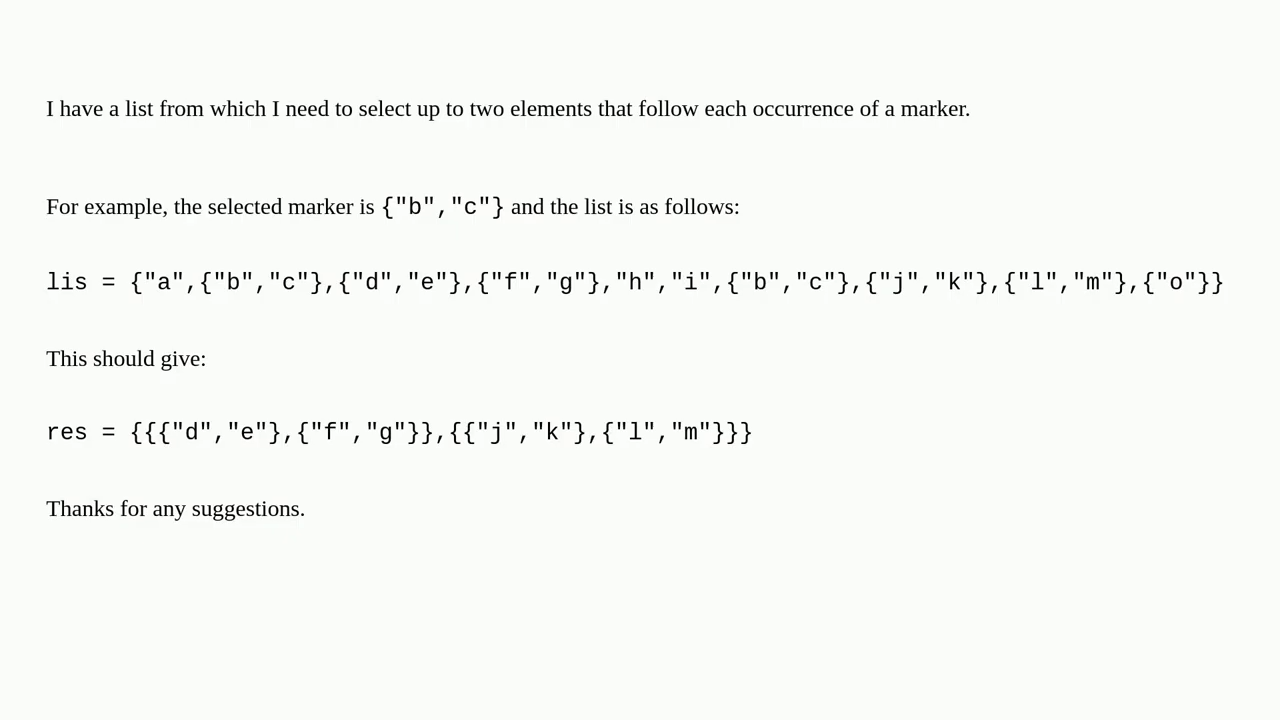 I have a list from which I need to select up to two elements that follow each occurrence of a marker.
For example, the selected marker is {"b","c"} and the list is as follows:
lis = {"a",{"b","c"},{"d","e"},{"f","g"},"h","i",{"b","c"},{"j","k"},{"l","m"},{"o"}}
This should give:
res = {{{"d","e"},{"f","g"}},{{"j","k"},{"l","m"}}}
Thanks for any suggestions.